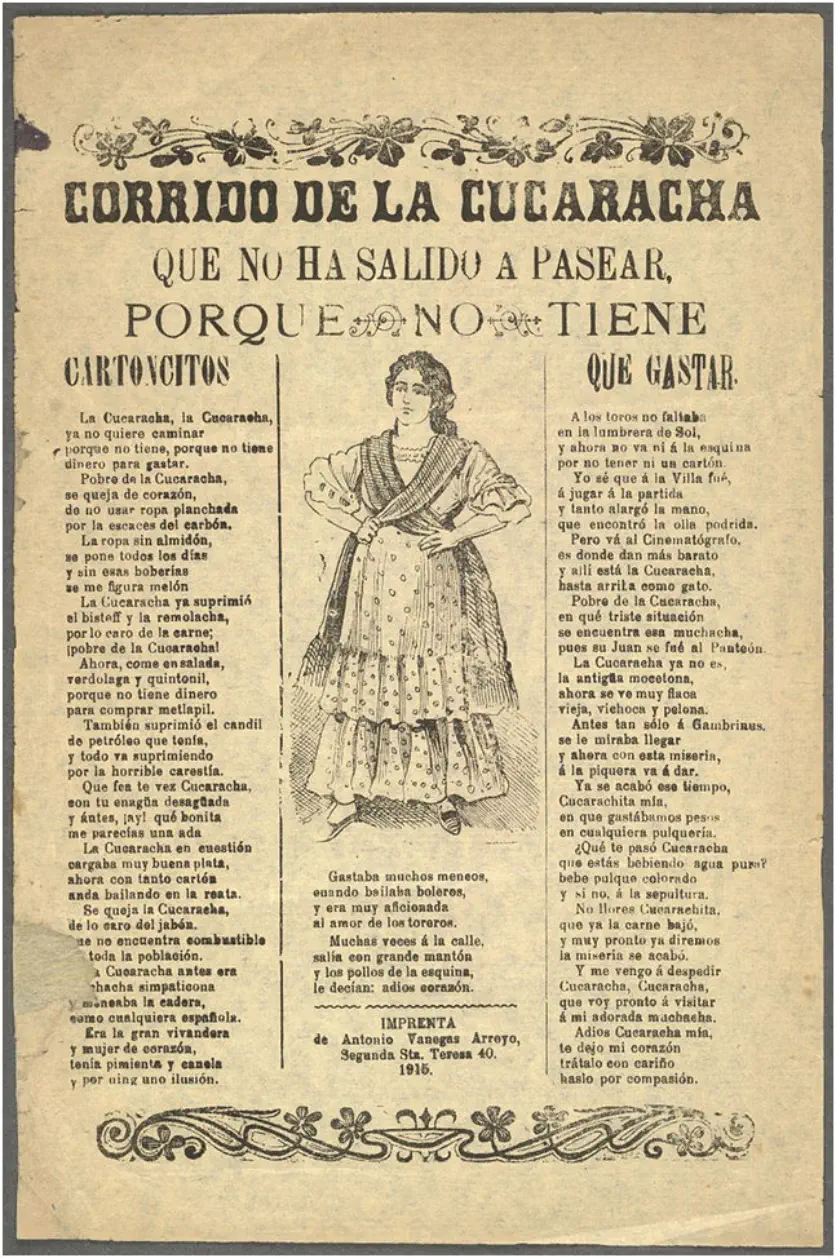 CORRIDO DE LA CUCARACHA
QUE NO HA SALIDO A PASEAR,
PORQUE NO TIENE
CARTONCITOS
QUE GASTAR.
La Cucaracha, la Cucaracha,
ya no quiere caminar
porque no tiene, porque no tiene
dinero para gastar.
Pobre de la Cucaracha,
se queja de corazón,
de no usar ropa planchada
por la escaces del carbón.
La ropa sin almidón,
se pone todos los días
y sin esas boberias
se me figura melón
La Cucaracha ya suprimió
el bisteff y la remolacha,
por lo caro de la carne;
¡pobre de la Cucaracha!
Ahora, come ensalada,
verdolaga y quintonil,
porque no tiene dinero
para comprar metlapil.
También suprimió el candil
de petróleo que tenía,
y todo va suprimiendo
por la horrible carestía.
Que fea te vez Cucaracha,
con tu enagüa desagüada
y ántes, ¡ay! qué bonita
me parecías una ada
La Cucaracha en cuestión
cargaba muy buena plata,
ahora con tanto cartón
anda bailando en la reata.
Se queja la Cucaracha,
de lo caro del jabón.
que no encuentra combustible
toda la población.
Cucaracha antes era
chacha simpaticona
y meneaba la cadera,
como cualquiera española.
Era la gran vivandera
y mujer de corazón,
tenía pimienta y canela
y por ning uno ilusión.
Gastaba muchos meneos,
cuando bailaba boleros,
y era muy aficionada
al amor de los toreros.
Muchas veces á la calle,
salía con grande mantón
y los pollos de la esquina,
le decían: adios corazón.
IMPRENTA
de Antonio Vanegas Arroyo,
Segunda Sta. Teresa 40.
1915.
A los toros no faltaba
en la lumbrera de Sol,
y ahora no va ni á la esquina
por no tener ni un cartón.
Yo sé que á la Villa fué,
á jugar á la partida
y tanto alargó la mano,
que encontró la olla podrida.
Pero vá al Cinematógrafo,
es donde dan más barato
y allí está la Cucaracha,
hasta arriba como gato.
Pobre de la Cucaracha,
en qué triste situación
se encuentra esa muchacha,
pues su Juan se fué al Panteón.
La Cucaracha ya no es,
la antigüa mocetona,
ahora se ve muy flaca
vieja, viehoca y pelona.
Antes tan sólo á Gambrinus,
se le miraba llegar
y ahora con esta miseria,
á la piquera va á dar.
Ya se acabó ese tiempo,
Cucarachita mía,
en que gastábamos pesos
en cualquiera pulquería.
¿Qué te pasó Cucaracha
que estás bebiendo agua pura?
bebe pulque colorado
y si no, á la sepultura.
No llores Cucarachita,
que ya la carne bajó,
y muy pronto ya diremos
la miseria se acabó.
Y me vengo á despedir
Cucaracha, Cucaracha,
que voy pronto á visitar
á mi adorada muchacha.
Adios Cucaracha mía,
te dejo mi corazón
trátalo con cariño
haslo por compasión.